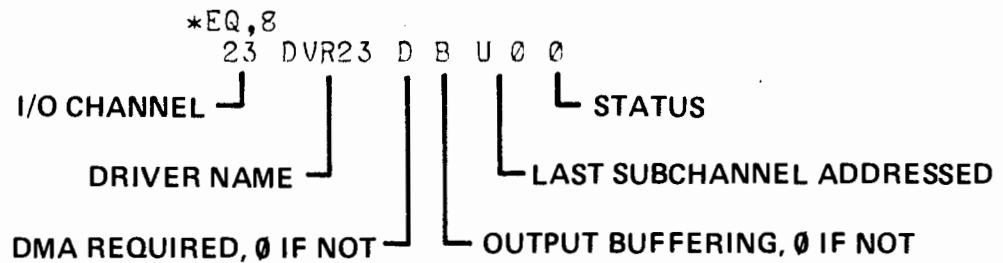 *EQ,8
23 DVR23 D B U Ø Ø
I/O CHANNEL
STATUS
DRIVER NAME
LAST SUBCHANNEL ADDRESSED
DMA REQUIRED, Ø IF NOT
OUTPUT BUFFERING, Ø IF NOT